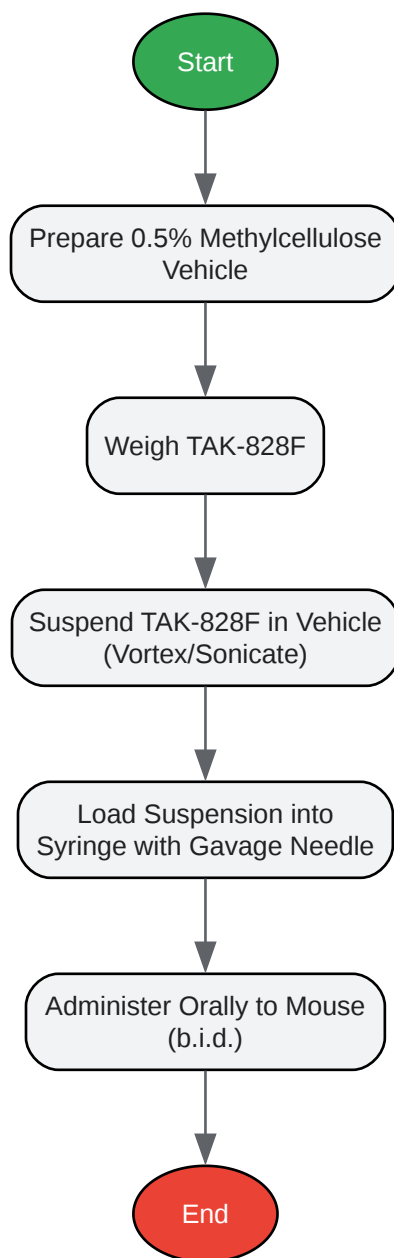 Start
Prepare 0.5% Methylcellulose
Vehicle
Weigh TAK-828F
Suspend TAK-828F in Vehicle
(Vortex/Sonicate)
Load Suspension into
Syringe with Gavage Needle
Administer Orally to Mouse
(b.i.d.)
End